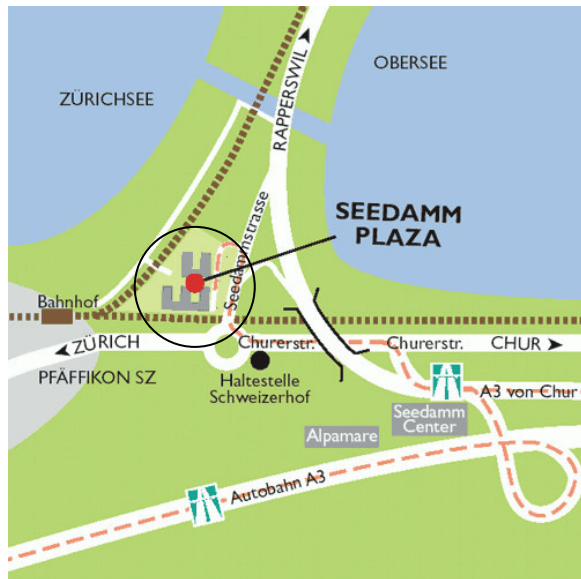 OBERSEE
ZÜRICHSEE
RAPPERSWIL
SEEDAMM
PLAZA
Seedammstrasse
Bahnhof
ZÜRICH
Churerstr.
Churerstr.
CHUR
PFÄFFIKON SZ
Haltestelle
Schweizerhof
A3 von Chur
Seedamm
Center
Alpamare
Autobahn A3